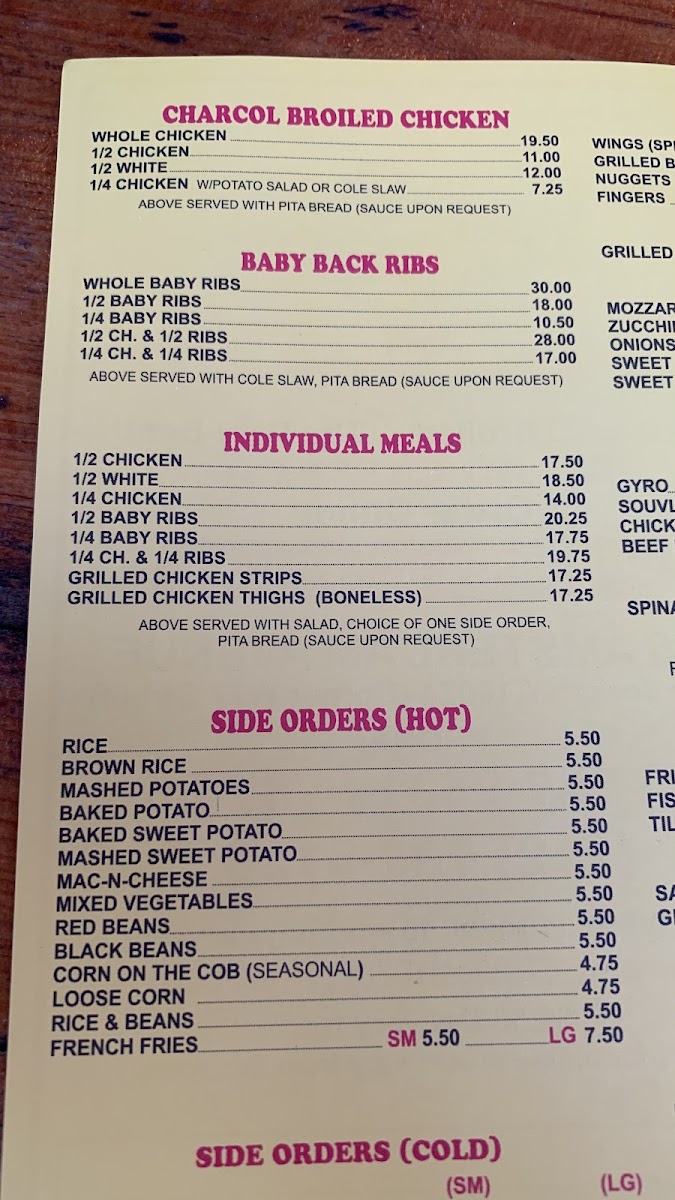 CHARCOL BROILED CHICKEN
WHOLE CHICKEN 19.50
1/2 CHICKEN 11.00
1/2 WHITE 12.00
1/4 CHICKEN W/POTATO SALAD OR COLE SLAW 7.25
ABOVE SERVED WITH PITA BREAD (SAUCE UPON REQUEST)
BABY BACK RIBS
WHOLE BABY RIBS 30.00
1/2 BABY RIBS 18.00
1/4 BABY RIBS 10.50
1/2 CH. & 1/2 RIBS 28.00
1/4 CH. & 1/4 RIBS 17.00
ABOVE SERVED WITH COLE SLAW, PITA BREAD (SAUCE UPON REQUEST)
INDIVIDUAL MEALS
1/2 CHICKEN 17.50
1/2 WHITE 18.50
1/4 CHICKEN 14.00
1/2 BABY RIBS 20.25
1/4 BABY RIBS 17.75
1/4 CH. & 1/4 RIBS 19.75
GRILLED CHICKEN STRIPS 17.25
GRILLED CHICKEN THIGHS (BONELESS) 17.25
ABOVE SERVED WITH SALAD, CHOICE OF ONE SIDE ORDER,
PITA BREAD (SAUCE UPON REQUEST)
SIDE ORDERS (HOT)
RICE 5.50
BROWN RICE 5.50
MASHED POTATOES 5.50
BAKED POTATO 5.50
BAKED SWEET POTATO 5.50
MASHED SWEET POTATO 5.50
MAC-N-CHEESE 5.50
MIXED VEGETABLES 5.50
RED BEANS 5.50
BLACK BEANS 5.50
CORN ON THE COB (SEASONAL) 4.75
LOOSE CORN 4.75
RICE & BEANS 5.50
FRENCH FRIES SM 5.50 LG 7.50
SIDE ORDERS (COLD)
(SM) (LG)
WINGS (SP
GRILLED B
NUGGETS
FINGERS
GRILLED
MOZZAR
ZUCCHI
ONIONS
SWEET
SWEET
GYRO
SOUVL
CHICK
BEEF
SPINA
FRI
FIS
TIL
SA